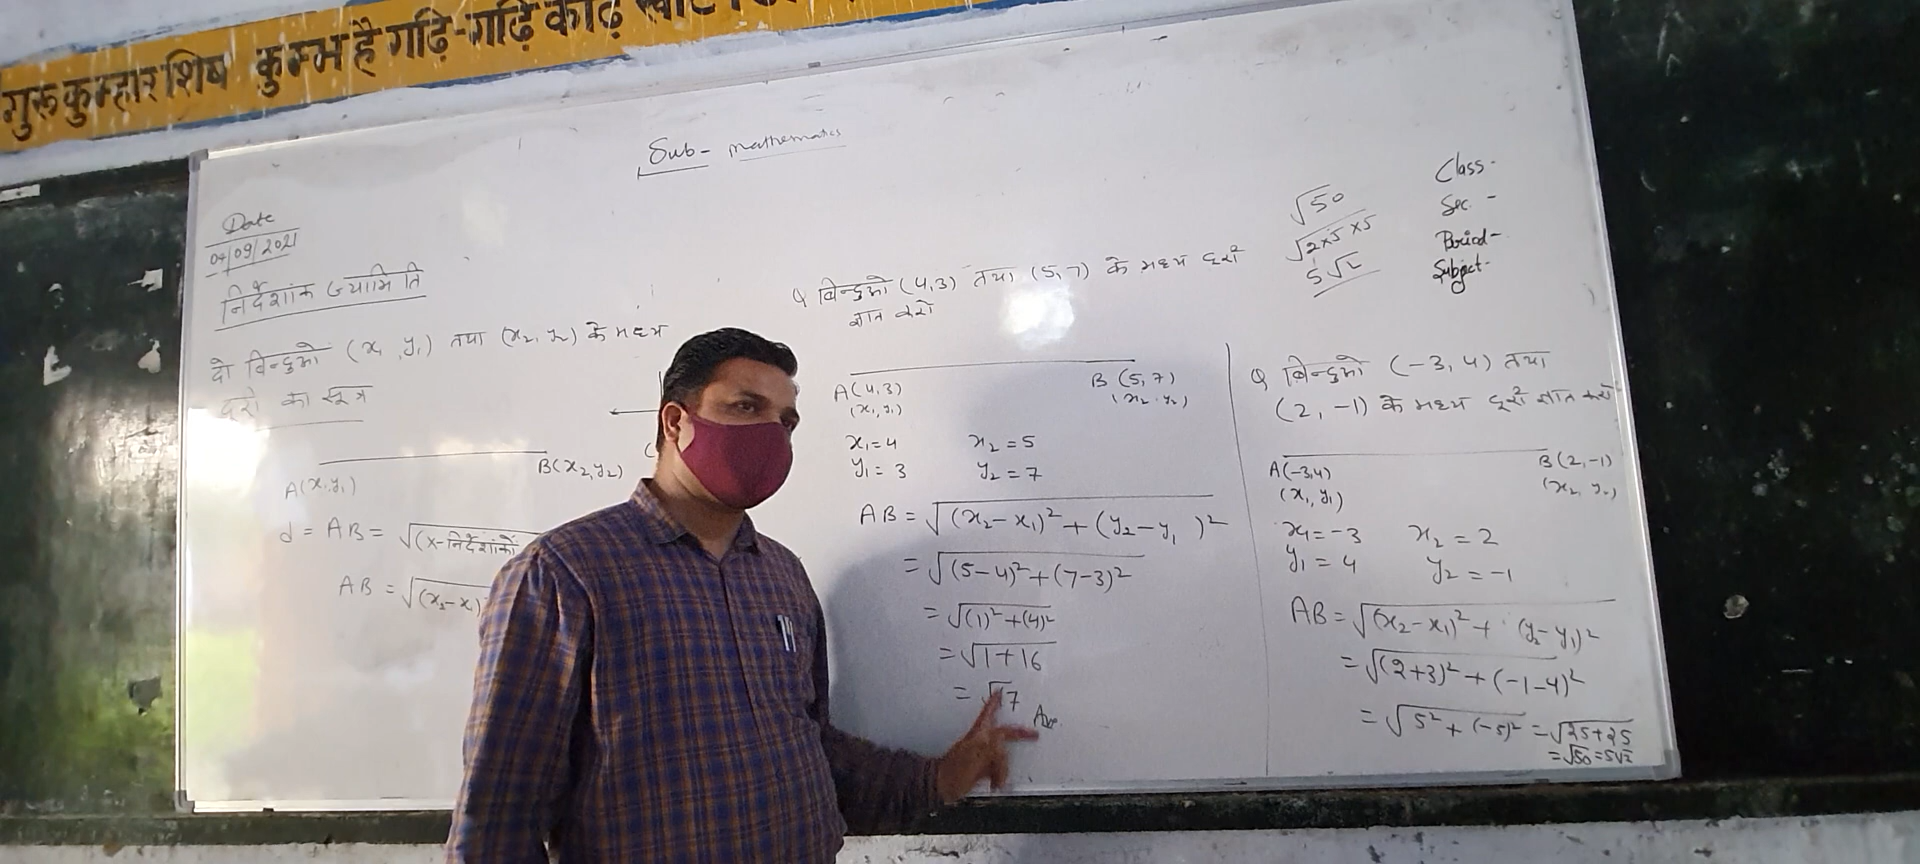 गुरू कुम्हार शिष कुम्भ है गढ़ि-गढ़ि काढ़ि
Sub- mathematics
Date
04/09/2021
निर्देशांक ज्यामिति
दो बिन्दुओ (x₁, y₁) तथा (x₂, y₂) के मध्य
दूरी का सूत्र
A(x₁y₁)
B(x₂,y₂)
d = AB = √(x-निर्देशांको
AB = √(x₂-x₁)
Q बिन्दुओ (4,3) तथा (5,7) के मध्य दूरी
ज्ञात करो
A(4,3)
B (5,7)
(x₁,y₁)
(x₂,y₂)
x₁=4 x₂=5
y₁=3 y₂=7
AB = √(x₂-x₁)²+(y₂-y₁)²
= √(5-4)²+(7-3)²
= √(1)²+(4)²
= √1+16
= √17
Ans.
√50
√2×5×5
5√2
Class-
Sec. -
Period-
Subject-
Q बिन्दुओ (-3,4) तथा
(2,-1) के मध्य दूरी ज्ञात करो
A(-3,4)
B(2,-1)
(x₁,y₁)
(x₂,y₂)
x₁=-3 x₂=2
y₁=4 y₂=-1
AB=√(x₂-x₁)²+(y₂-y₁)²
=√(2+3)²+(-1-4)²
=√5²+(-5)² =√25+25
=√50=5√2